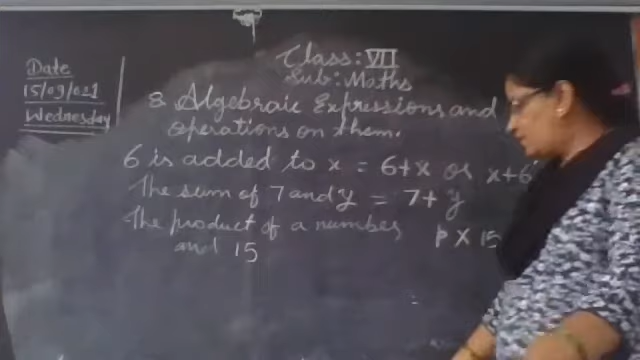 Date
15/09/021
Wednesday
Class: VII
Sub: Maths
8 Algebraic Expressions and
operations on them.
6 is added to x = 6+x or x+6
The sum of 7 and y = 7+y
The product of a number p X 15
and 15